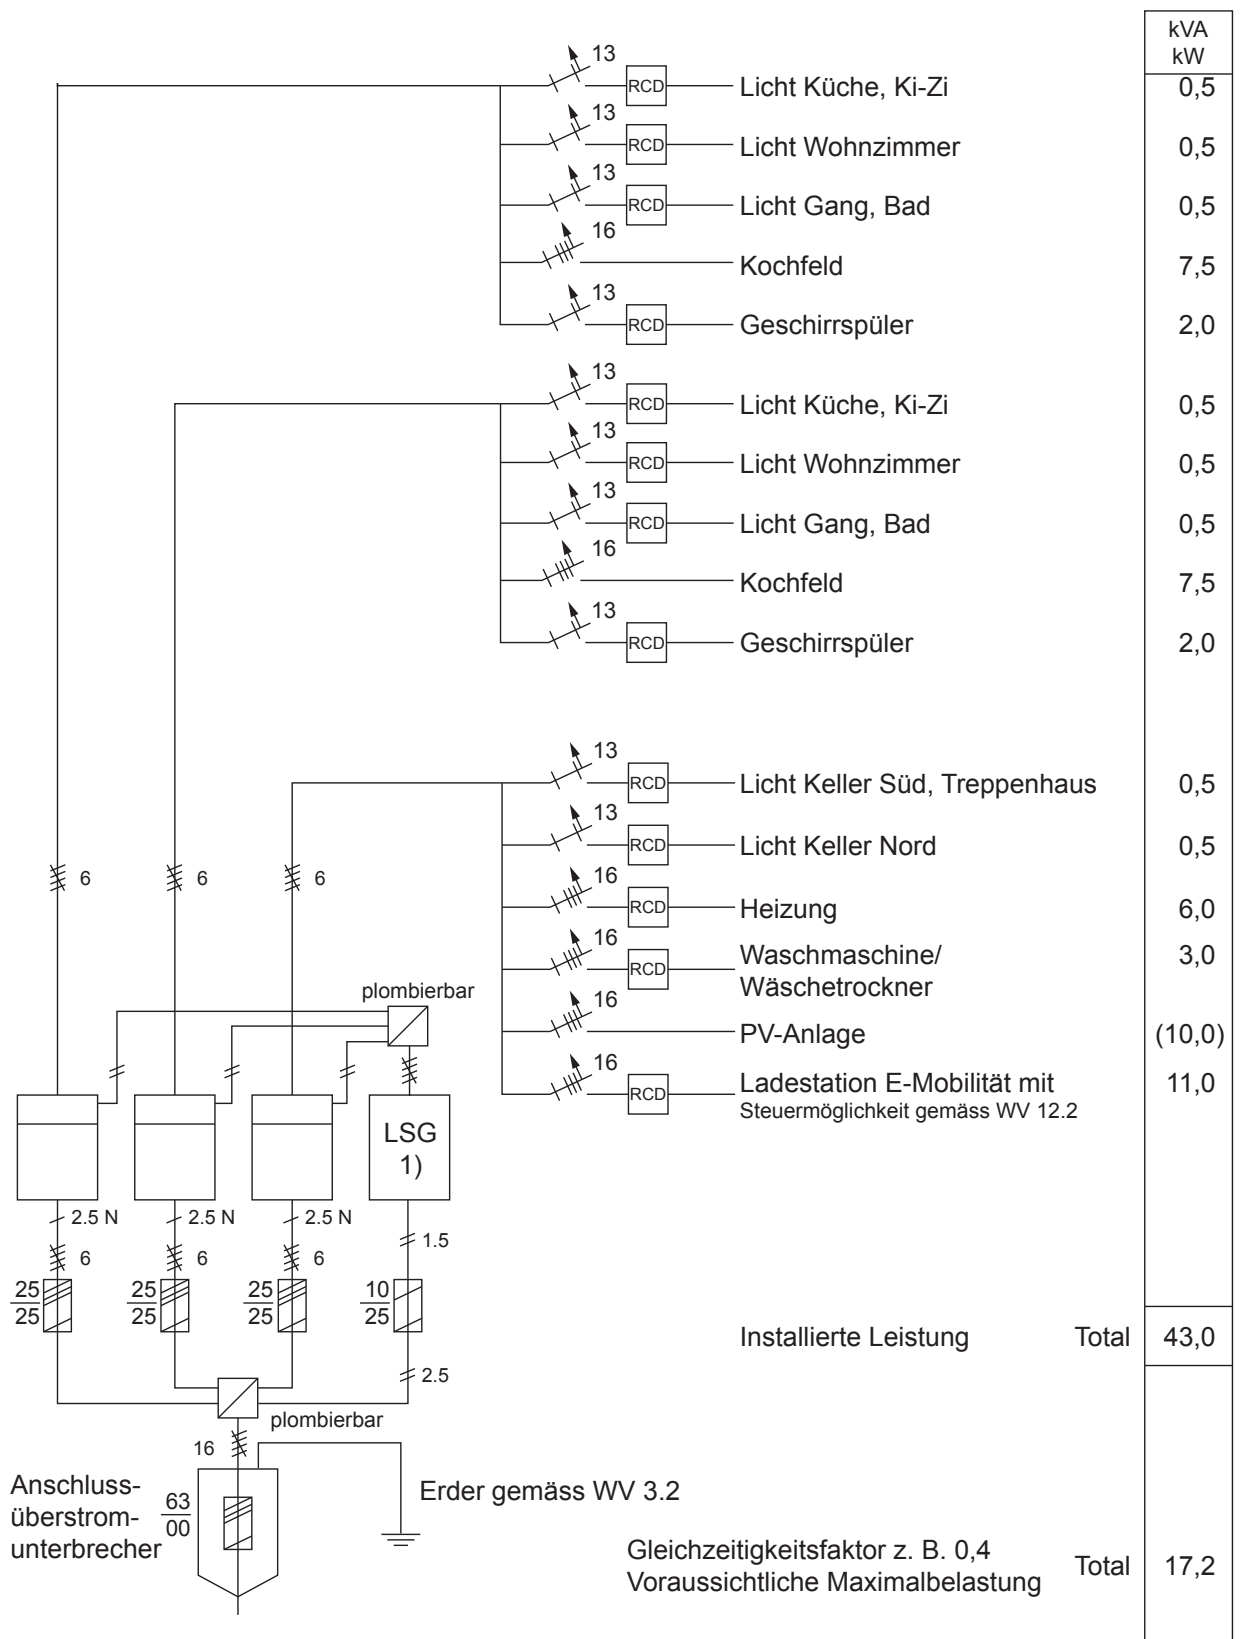 kVA
kW
13
RCD
Licht Küche, Ki-Zi
0,5
13
RCD
Licht Wohnzimmer
0,5
13
RCD
Licht Gang, Bad
0,5
16
Kochfeld
7,5
13
RCD
Geschirrspüler
2,0
13
RCD
Licht Küche, Ki-Zi
0,5
13
RCD
Licht Wohnzimmer
0,5
13
RCD
Licht Gang, Bad
0,5
16
Kochfeld
7,5
13
RCD
Geschirrspüler
2,0
13
RCD
Licht Keller Süd, Treppenhaus
0,5
13
RCD
Licht Keller Nord
0,5
6
6
6
16
RCD
Heizung
6,0
16
RCD
Waschmaschine/
Wäschetrockner
3,0
plombierbar
16
PV-Anlage
(10,0)
16
RCD
Ladestation E-Mobilität mit
Steuermöglichkeit gemäss WV 12.2
11,0
LSG
1)
2.5 N
2.5 N
2.5 N
1.5
6
6
6
25
25
25
25
25
25
10
25
Installierte Leistung
Total
43,0
2.5
plombierbar
16
Anschluss-
überstrom-
unterbrecher
63
00
Erder gemäss WV 3.2
Gleichzeitigkeitsfaktor z. B. 0,4
Voraussichtliche Maximalbelastung
Total
17,2